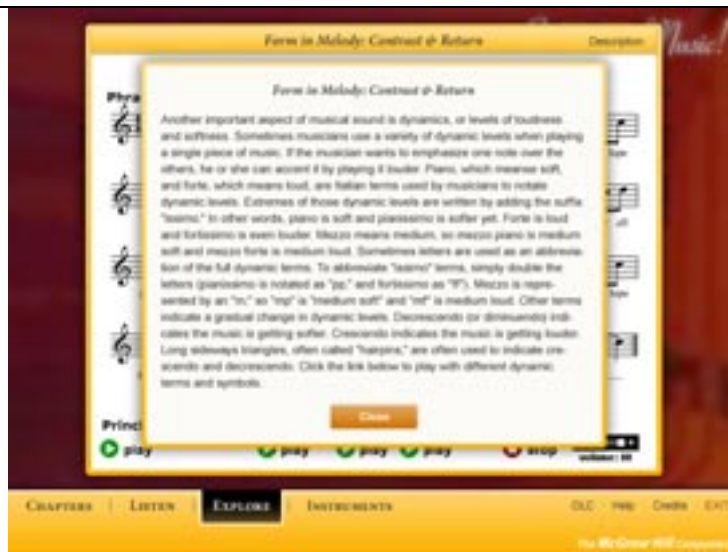 Music!
Form in Melody: Contrast & Return
Description
Form in Melody: Contrast & Return
Phra
Another important aspect of musical sound is dynamics, or levels of loudness
and softness. Sometimes musicians use a variety of dynamic levels when playing
a single piece of music. If the musician wants to emphasize one note over the
others, he or she can accent it by playing it louder. Piano, which meanse soft,
and forte, which means loud, are Italian terms used by musicians to notate
dynamic levels. Extremes of those dynamic levels are written by adding the suffix
"issimo." In other words, piano is soft and pianissimo is softer yet. Forte is loud
and fortissimo is even louder. Mezzo means medium, so mezzo piano is medium
soft and mezzo forte is medium loud. Sometimes letters are used as an abbrevia-
tion of the full dynamic terms. To abbreviate "issimo" terms, simply double the
letters (pianissimo is notated as "pp," and fortissimo as "ff"). Mezzo is repre-
sented by an "m," so "mp" is "medium soft" and "mf" is medium loud. Other terms
indicate a gradual change in dynamic levels. Decrescendo (or diminuendo) indi-
cates the music is getting softer. Crescendo indicates the music is getting louder.
Long sideways triangles, often called "hairpins," are often used to indicate cre-
scendo and decrescendo. Click the link below to play with different dynamic
terms and symbols.
Close
Princ
play play play play stop
volume:
CHAPTERS | LISTEN | EXPLORE | INSTRUMENTS OLC Help Credits EXIT
The McGraw Hill Companies